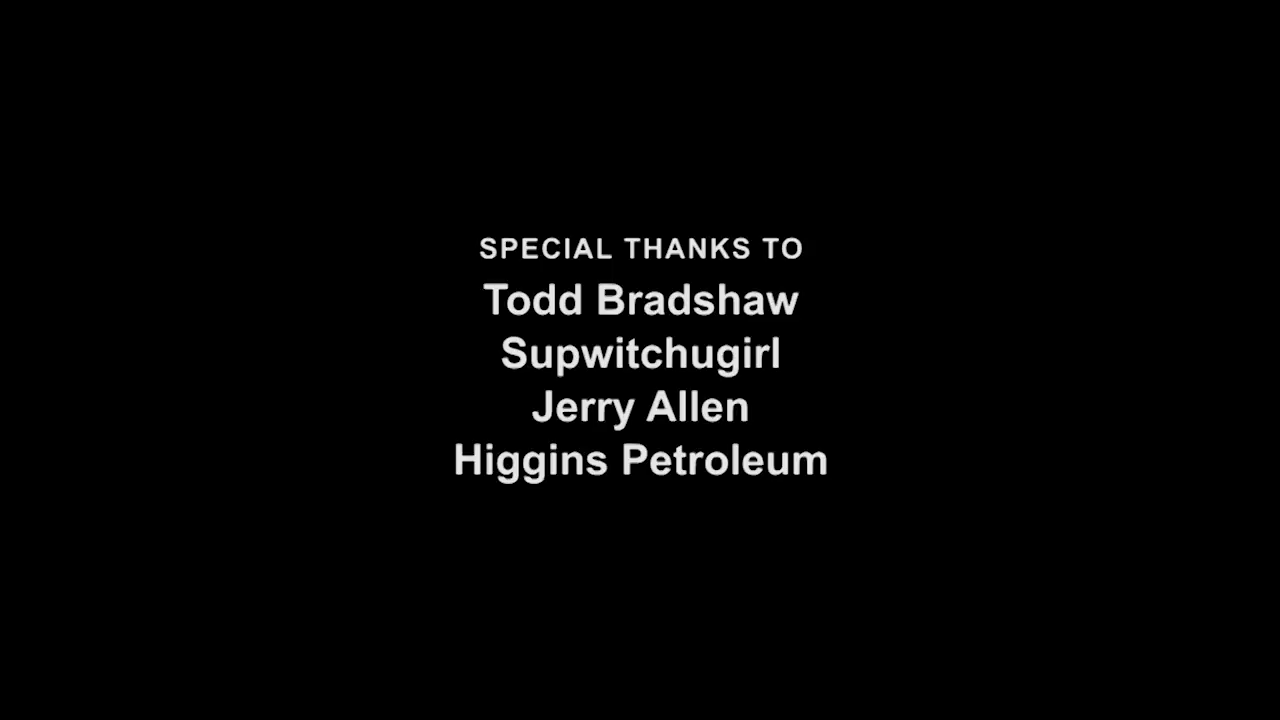 SPECIAL THANKS TO
Todd Bradshaw
Supwitchugirl
Jerry Allen
Higgins Petroleum